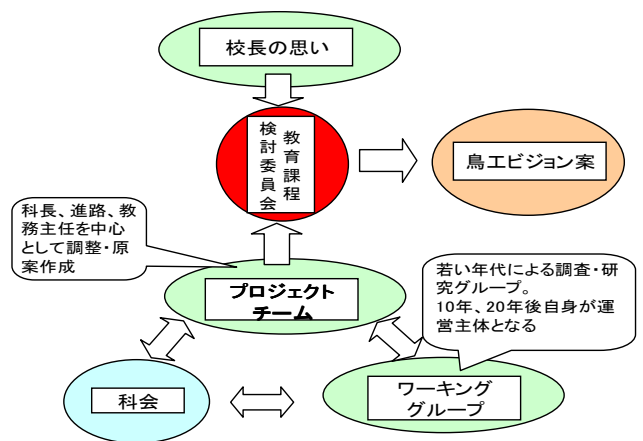 校長の思い
教育課程
検討委員会
鳥工ビジョン案
科長、進路、教
務主任を中心
として調整・原
案作成
プロジェクト
チーム
若い年代による調査・研
究グループ。
10年、20年後自身が運
営主体となる
科会
ワーキング
グループ